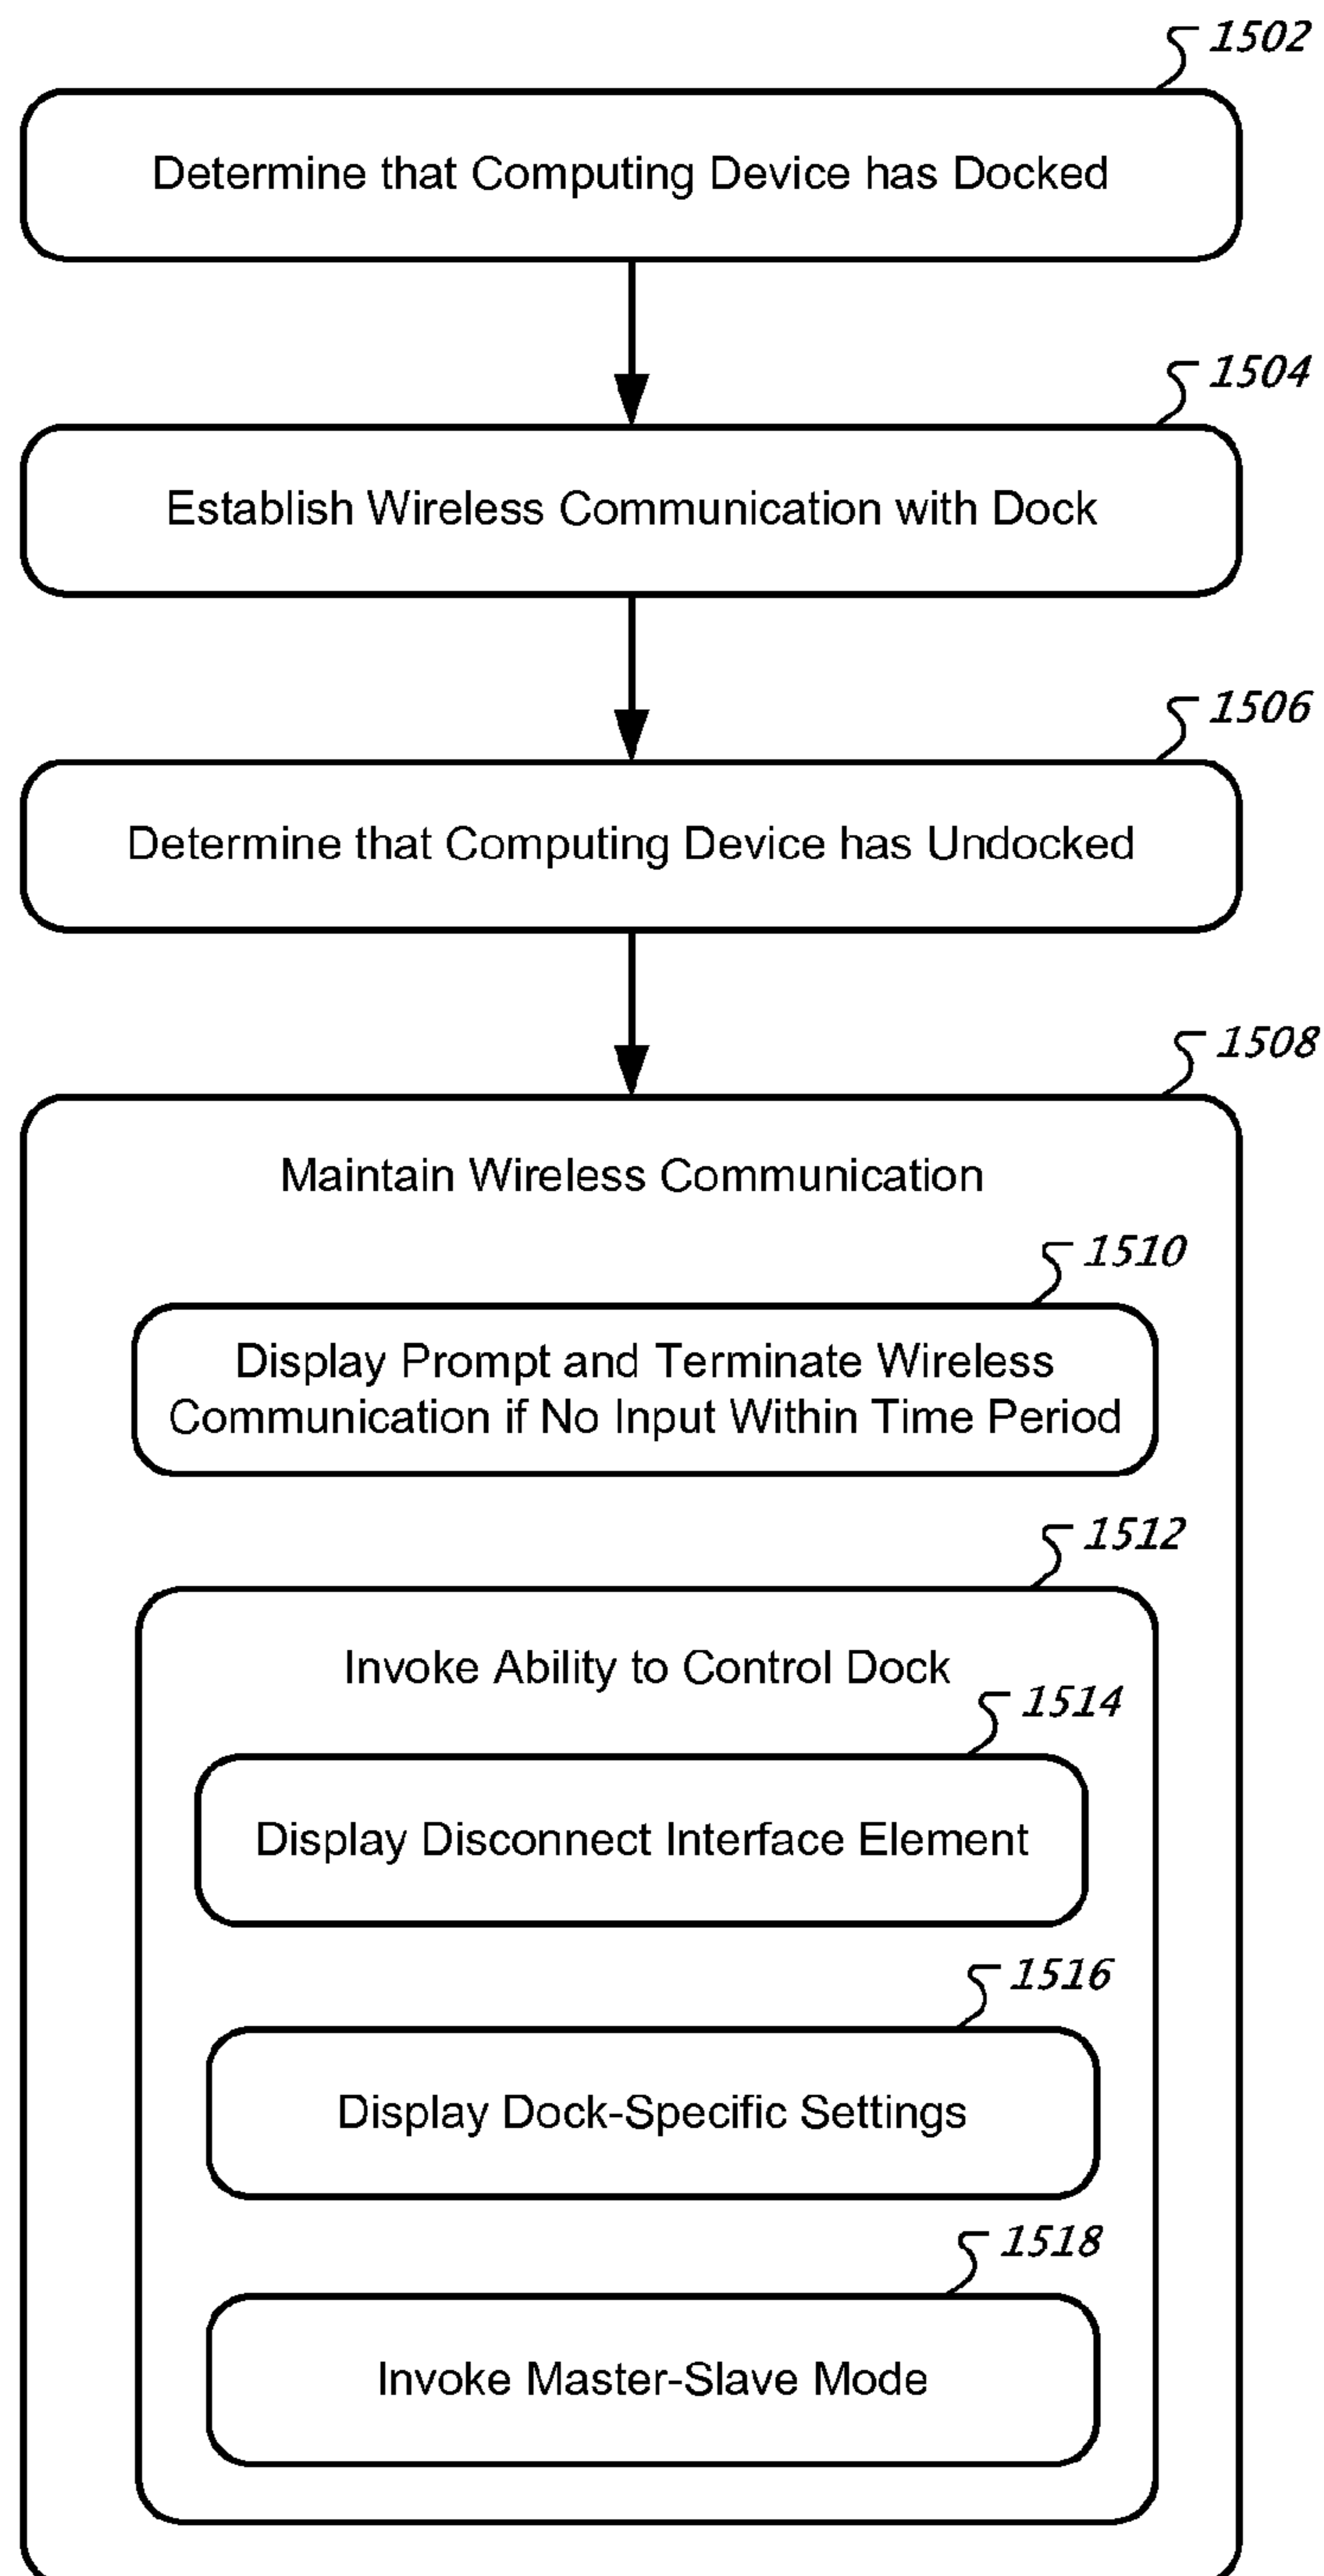 1502
Determine that Computing Device has Docked
1504
Establish Wireless Communication with Dock
1506
Determine that Computing Device has Undocked
1508
Maintain Wireless Communication
1510
Display Prompt and Terminate Wireless
Communication if No Input Within Time Period
1512
Invoke Ability to Control Dock
1514
Display Disconnect Interface Element
1516
Display Dock-Specific Settings
1518
Invoke Master-Slave Mode